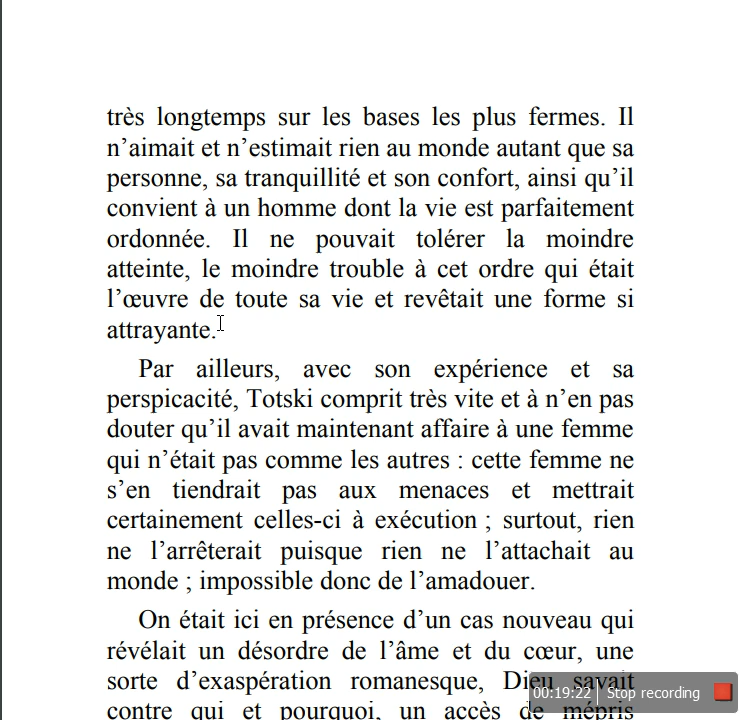 très longtemps sur les bases les plus fermes. Il
n’aimait et n’estimait rien au monde autant que sa
personne, sa tranquillité et son confort, ainsi qu’il
convient à un homme dont la vie est parfaitement
ordonnée. Il ne pouvait tolérer la moindre
atteinte, le moindre trouble à cet ordre qui était
l’œuvre de toute sa vie et revêtait une forme si
attrayante.
Par ailleurs, avec son expérience et sa
perspicacité, Totski comprit très vite et à n’en pas
douter qu’il avait maintenant affaire à une femme
qui n’était pas comme les autres : cette femme ne
s’en tiendrait pas aux menaces et mettrait
certainement celles-ci à exécution ; surtout, rien
ne l’arrêterait puisque rien ne l’attachait au
monde ; impossible donc de l’amadouer.
On était ici en présence d’un cas nouveau qui
révélait un désordre de l’âme et du cœur, une
sorte d’exaspération romanesque, Dieu savait
contre qui et pourquoi, un accès de mépris
00:19:22 Stop recording